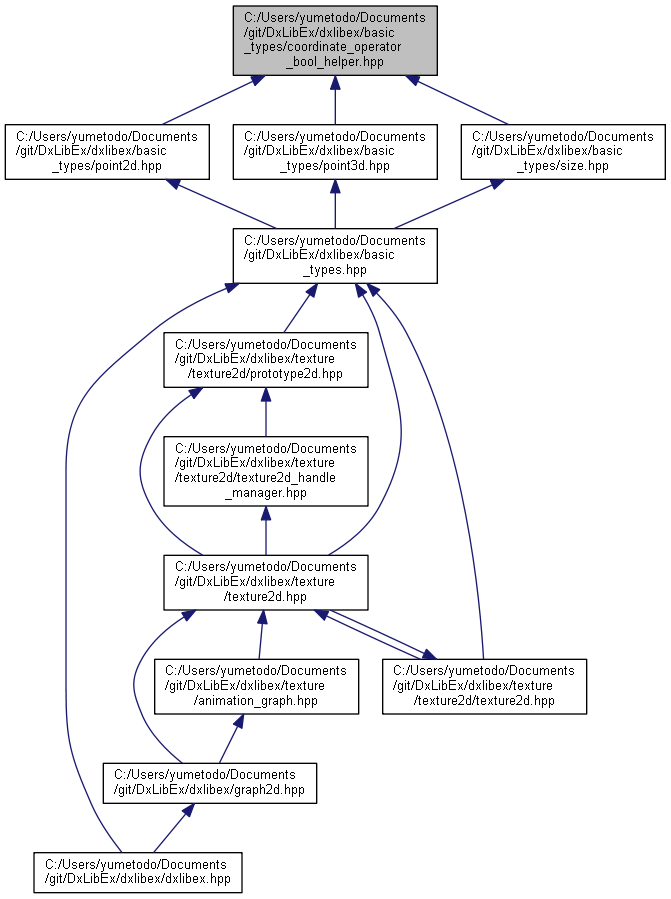 C:/Users/yumetodo/Documents
/git/DxLibEx/dxlibex/basic
_types/coordinate_operator
_bool_helper.hpp
C:/Users/yumetodo/Documents
/git/DxLibEx/dxlibex/basic
_types/point2d.hpp
C:/Users/yumetodo/Documents
/git/DxLibEx/dxlibex/basic
_types/point3d.hpp
C:/Users/yumetodo/Documents
/git/DxLibEx/dxlibex/basic
_types/size.hpp
C:/Users/yumetodo/Documents
/git/DxLibEx/dxlibex/basic
_types.hpp
C:/Users/yumetodo/Documents
/git/DxLibEx/dxlibex/texture
/texture2d/prototype2d.hpp
C:/Users/yumetodo/Documents
/git/DxLibEx/dxlibex/texture
/texture2d/texture2d_handle
_manager.hpp
C:/Users/yumetodo/Documents
/git/DxLibEx/dxlibex/texture
/texture2d.hpp
C:/Users/yumetodo/Documents
/git/DxLibEx/dxlibex/texture
/animation_graph.hpp
C:/Users/yumetodo/Documents
/git/DxLibEx/dxlibex/texture
/texture2d/texture2d.hpp
C:/Users/yumetodo/Documents
/git/DxLibEx/dxlibex/graph2d.hpp
C:/Users/yumetodo/Documents
/git/DxLibEx/dxlibex/dxlibex.hpp